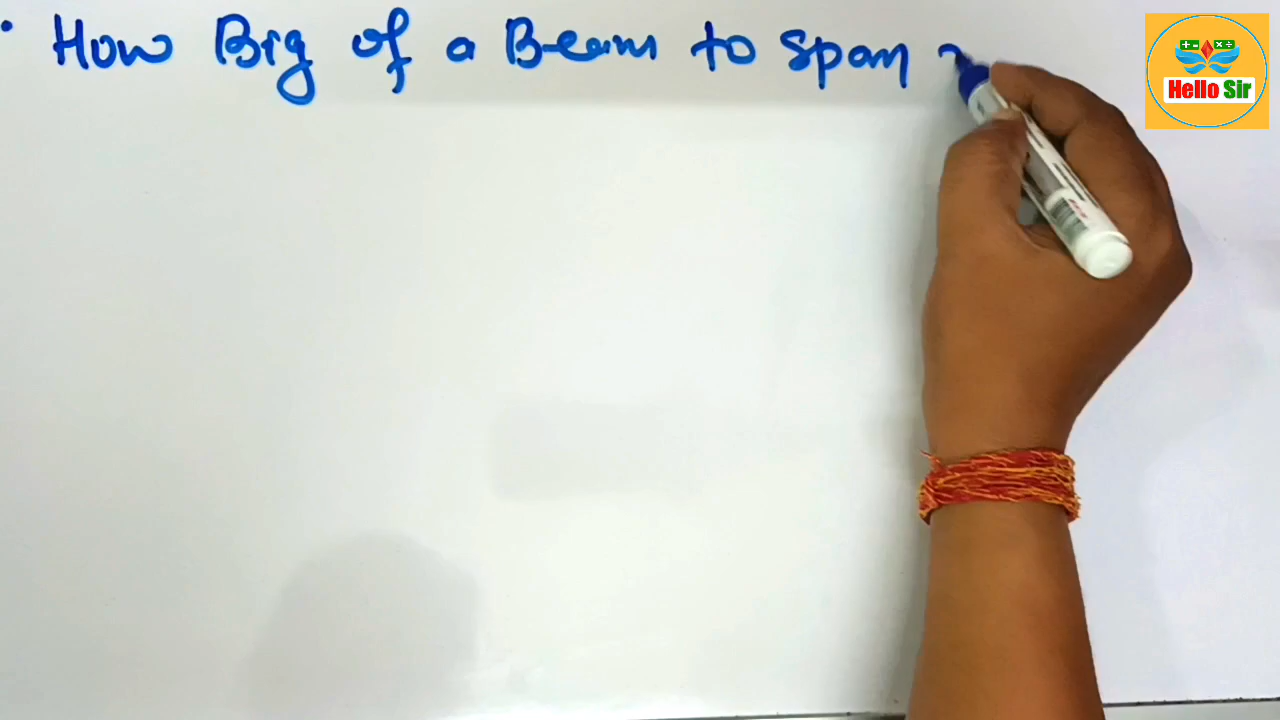 How Big of a Beam to Span
+ - × ÷
Hello Sir